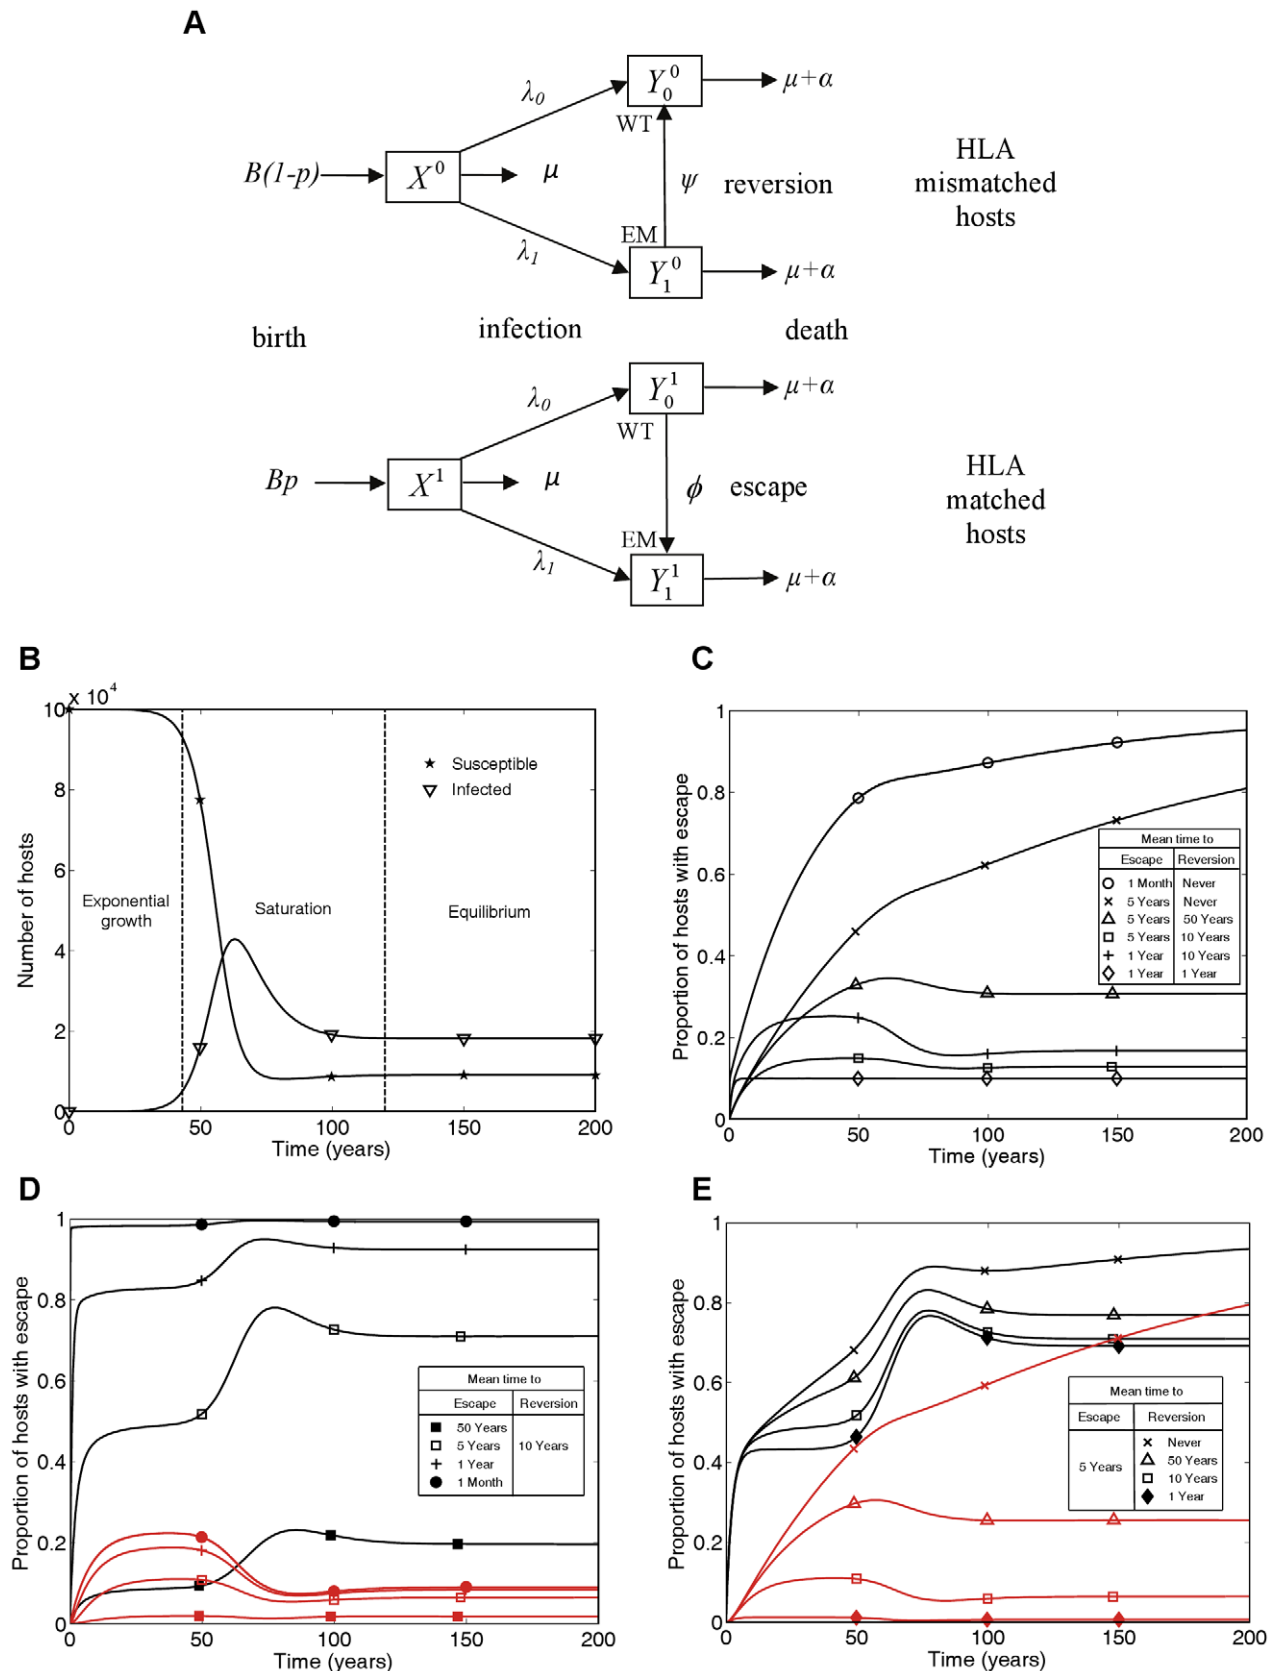 A
B(1-p)
X⁰
λ₀
μ
λ₁
Y₀⁰
WT
μ+α
ψ reversion
EM
Y₁⁰
μ+α
HLA
mismatched
hosts
birth
infection
death
Bp
X¹
λ₀
μ
λ₁
Y₀¹
WT
μ+α
ϕ escape
EM
Y₁¹
μ+α
HLA
matched
hosts
B
x 10⁴
10
8
6
4
2
0
Number of hosts
Susceptible
Infected
Exponential
growth
Saturation
Equilibrium
0 50 100 150 200
Time (years)
C
1
0.8
0.6
0.4
0.2
0
Proportion of hosts with escape
Mean time to
Escape Reversion
1 Month Never
5 Years Never
5 Years 50 Years
5 Years 10 Years
1 Year 10 Years
1 Year 1 Year
0 50 100 150 200
Time (years)
D
1
0.8
0.6
0.4
0.2
0
Proportion of hosts with escape
Mean time to
Escape Reversion
50 Years
5 Years 10 Years
1 Year
1 Month
0 50 100 150 200
Time (years)
E
1
0.8
0.6
0.4
0.2
0
Proportion of hosts with escape
Mean time to
Escape Reversion
Never
5 Years 50 Years
10 Years
1 Year
0 50 100 150 200
Time (years)